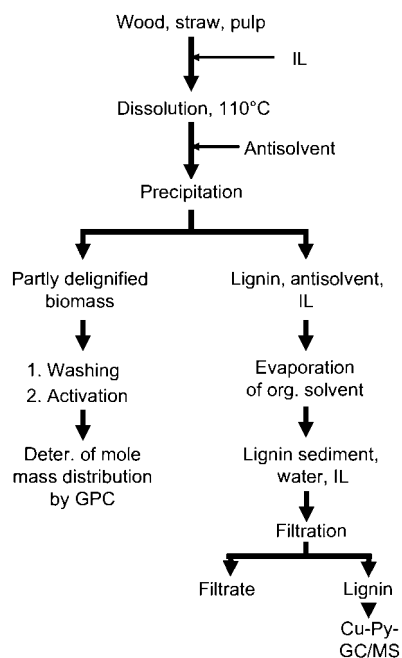 Wood, straw, pulp
IL
Dissolution, 110°C
Antisolvent
Precipitation
Partly delignified
biomass
1. Washing
2. Activation
Deter. of mole
mass distribution
by GPC
Lignin, antisolvent,
IL
Evaporation
of org. solvent
Lignin sediment,
water, IL
Filtration
Filtrate
Lignin
Cu-Py-
GC/MS